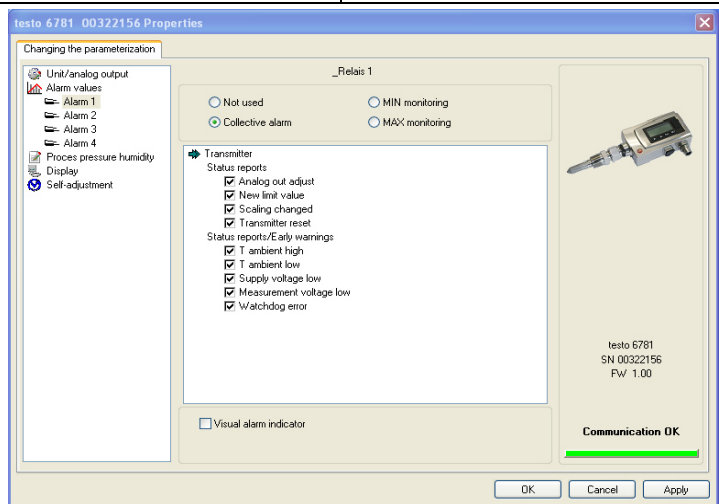 testo 6781 00322156 Properties
Changing the parameterization
Unit/analog output
Alarm values
Alarm 1
Alarm 2
Alarm 3
Alarm 4
Proces pressure humidity
Display
Self-adjustment
_Relais 1
Not used
MIN monitoring
Collective alarm
MAX monitoring
Transmitter
Status reports
Analog out adjust
New limit value
Scaling changed
Transmitter reset
Status reports/Early warnings
T ambient high
T ambient low
Supply voltage low
Measurement voltage low
Watchdog error
Visual alarm indicator
testo 6781
SN 00322156
FW 1.00
Communication OK
OK
Cancel
Apply